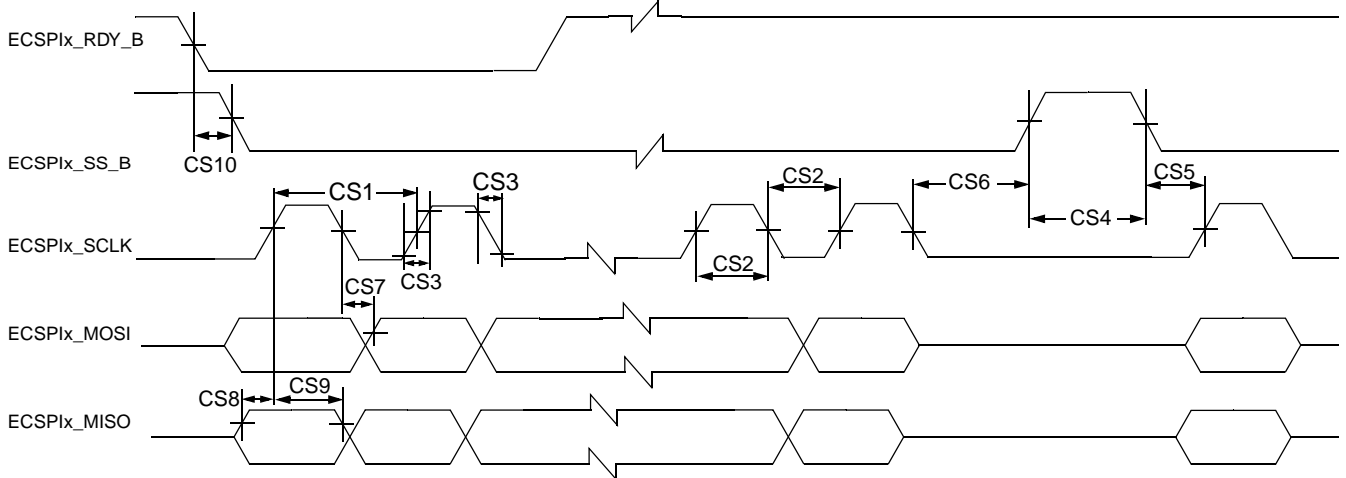 ECSPIx_RDY_B
CS10
ECSPIx_SS_B
CS1
CS3
CS2
CS6
CS5
CS4
ECSPIx_SCLK
CS3
CS2
CS7
ECSPIx_MOSI
CS8
CS9
ECSPIx_MISO